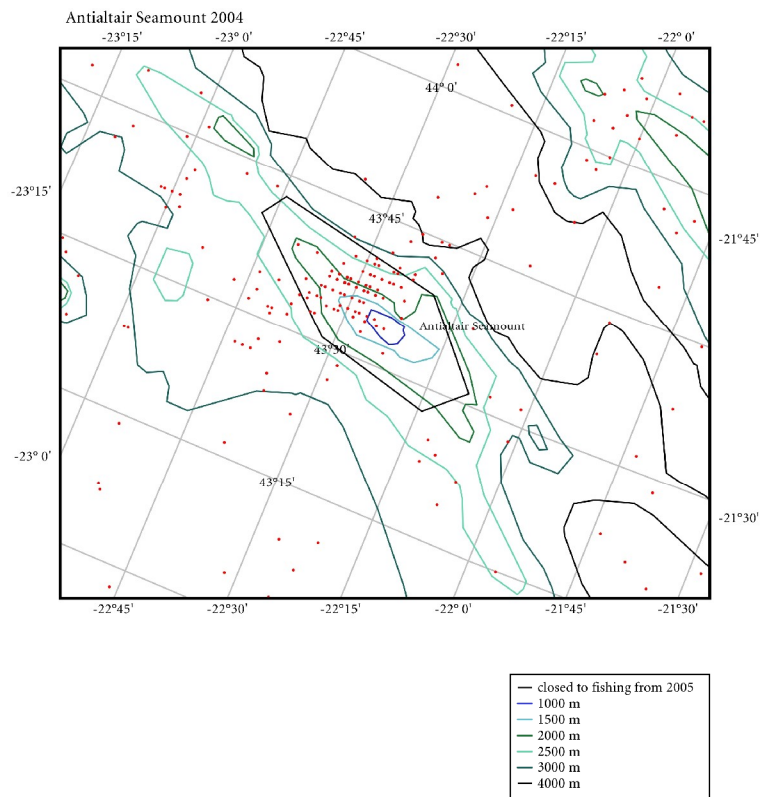 Antialtair Seamount 2004
-23°15' -23° 0' -22°45' -22°30' -22°15' -22° 0'
44° 0'
-23°15'
43°45'
-21°45'
Antialtair Seamount
43°30'
-23° 0'
43°15'
-21°30'
-22°45' -22°30' -22°15' -22° 0' -21°45' -21°30'
closed to fishing from 2005
1000 m
1500 m
2000 m
2500 m
3000 m
4000 m